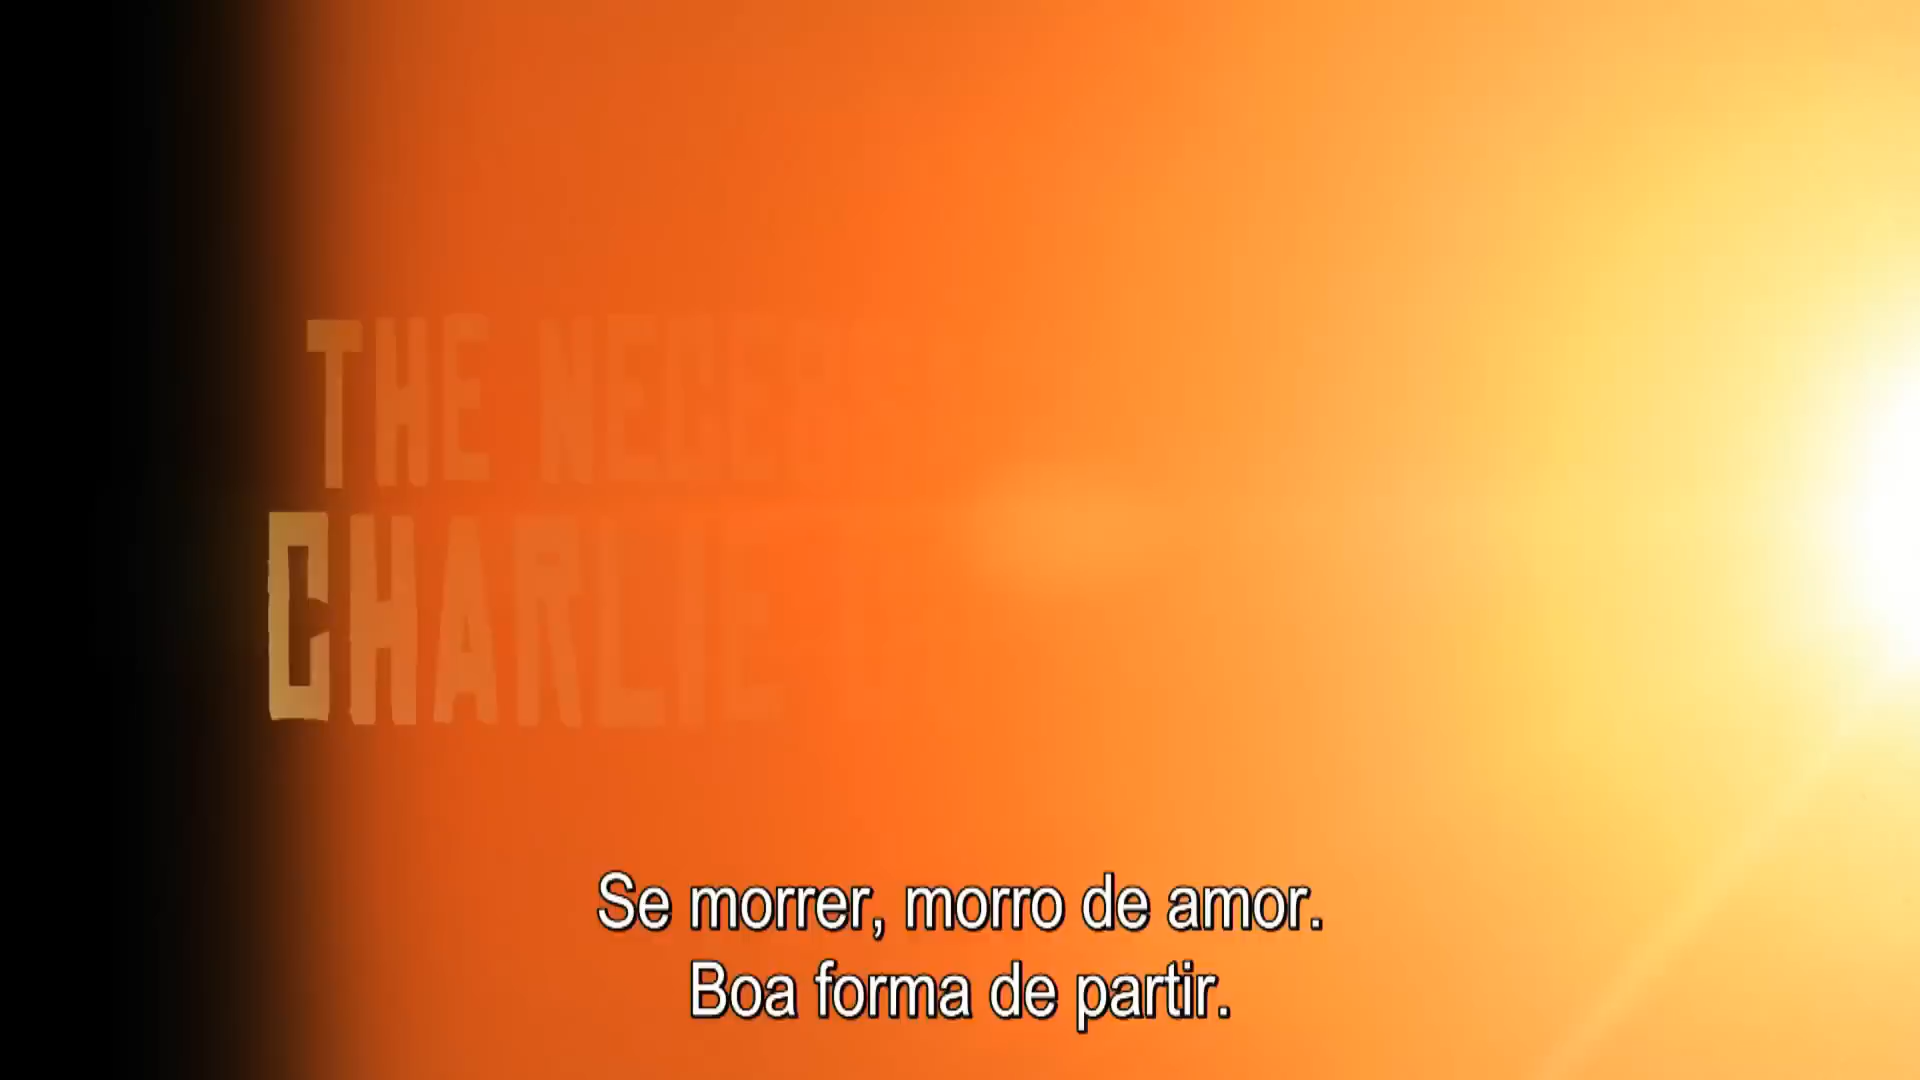 THE
CHARLIE
Se morrer, morro de amor.
Boa forma de partir.